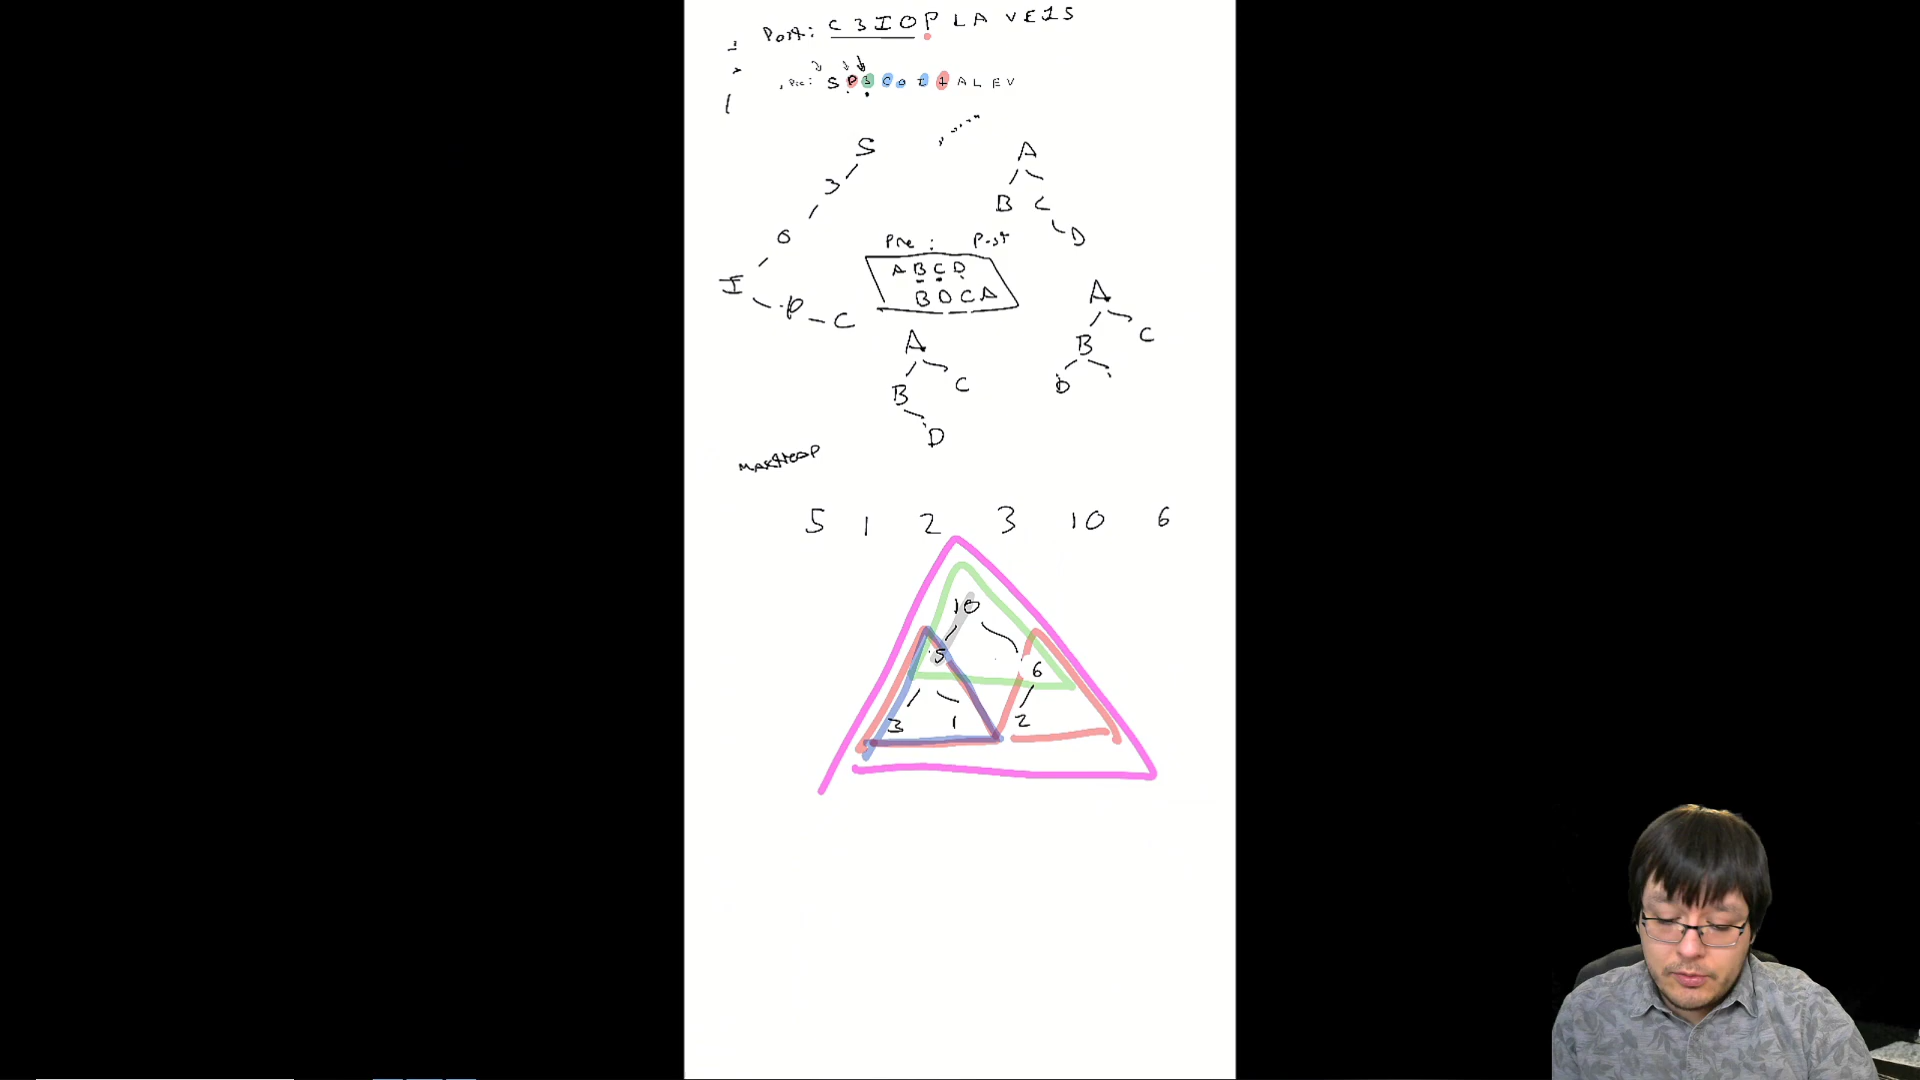 Post: C 3 I O P L A V E 1 S
Pre: S P 3 C O I 1 A L E V
S
3
O
I
P
C
A
B C
D
Pre : Post
A B C D
B D C A
A
B
C
D
A
B
C
D
MAXHEAP
5 1 2 3 10 6
10
5
6
3 1 2